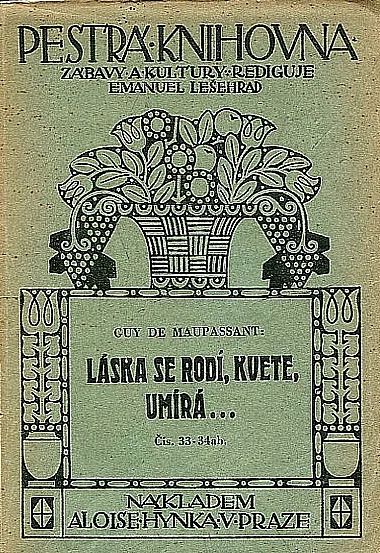 PESTRÁ·KNIHOVNA
ZÁBAVY·A·KULTURY·REDIGUJE
EMANUEL LEŠEHRAD
GUY DE MAUPASSANT:
LÁSKA SE RODÍ, KVETE,
UMÍRÁ...
Čís. 33-34ab.
NÁKLADEM
ALOISE·HYNKA·V·PRAZE